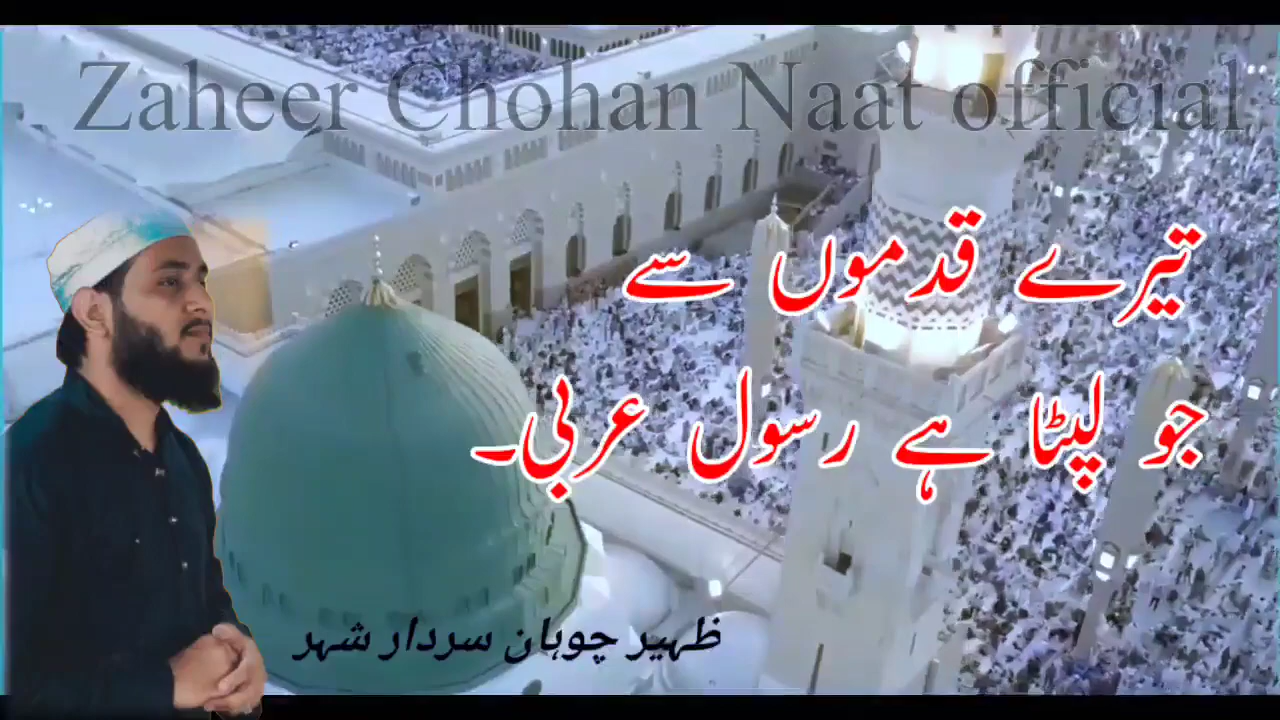 Zaheer Chohan Naat official
تیرے قدموں سے
جو لپٹا ہے رسول عربی۔
ظہیر چوہان سردار شہر